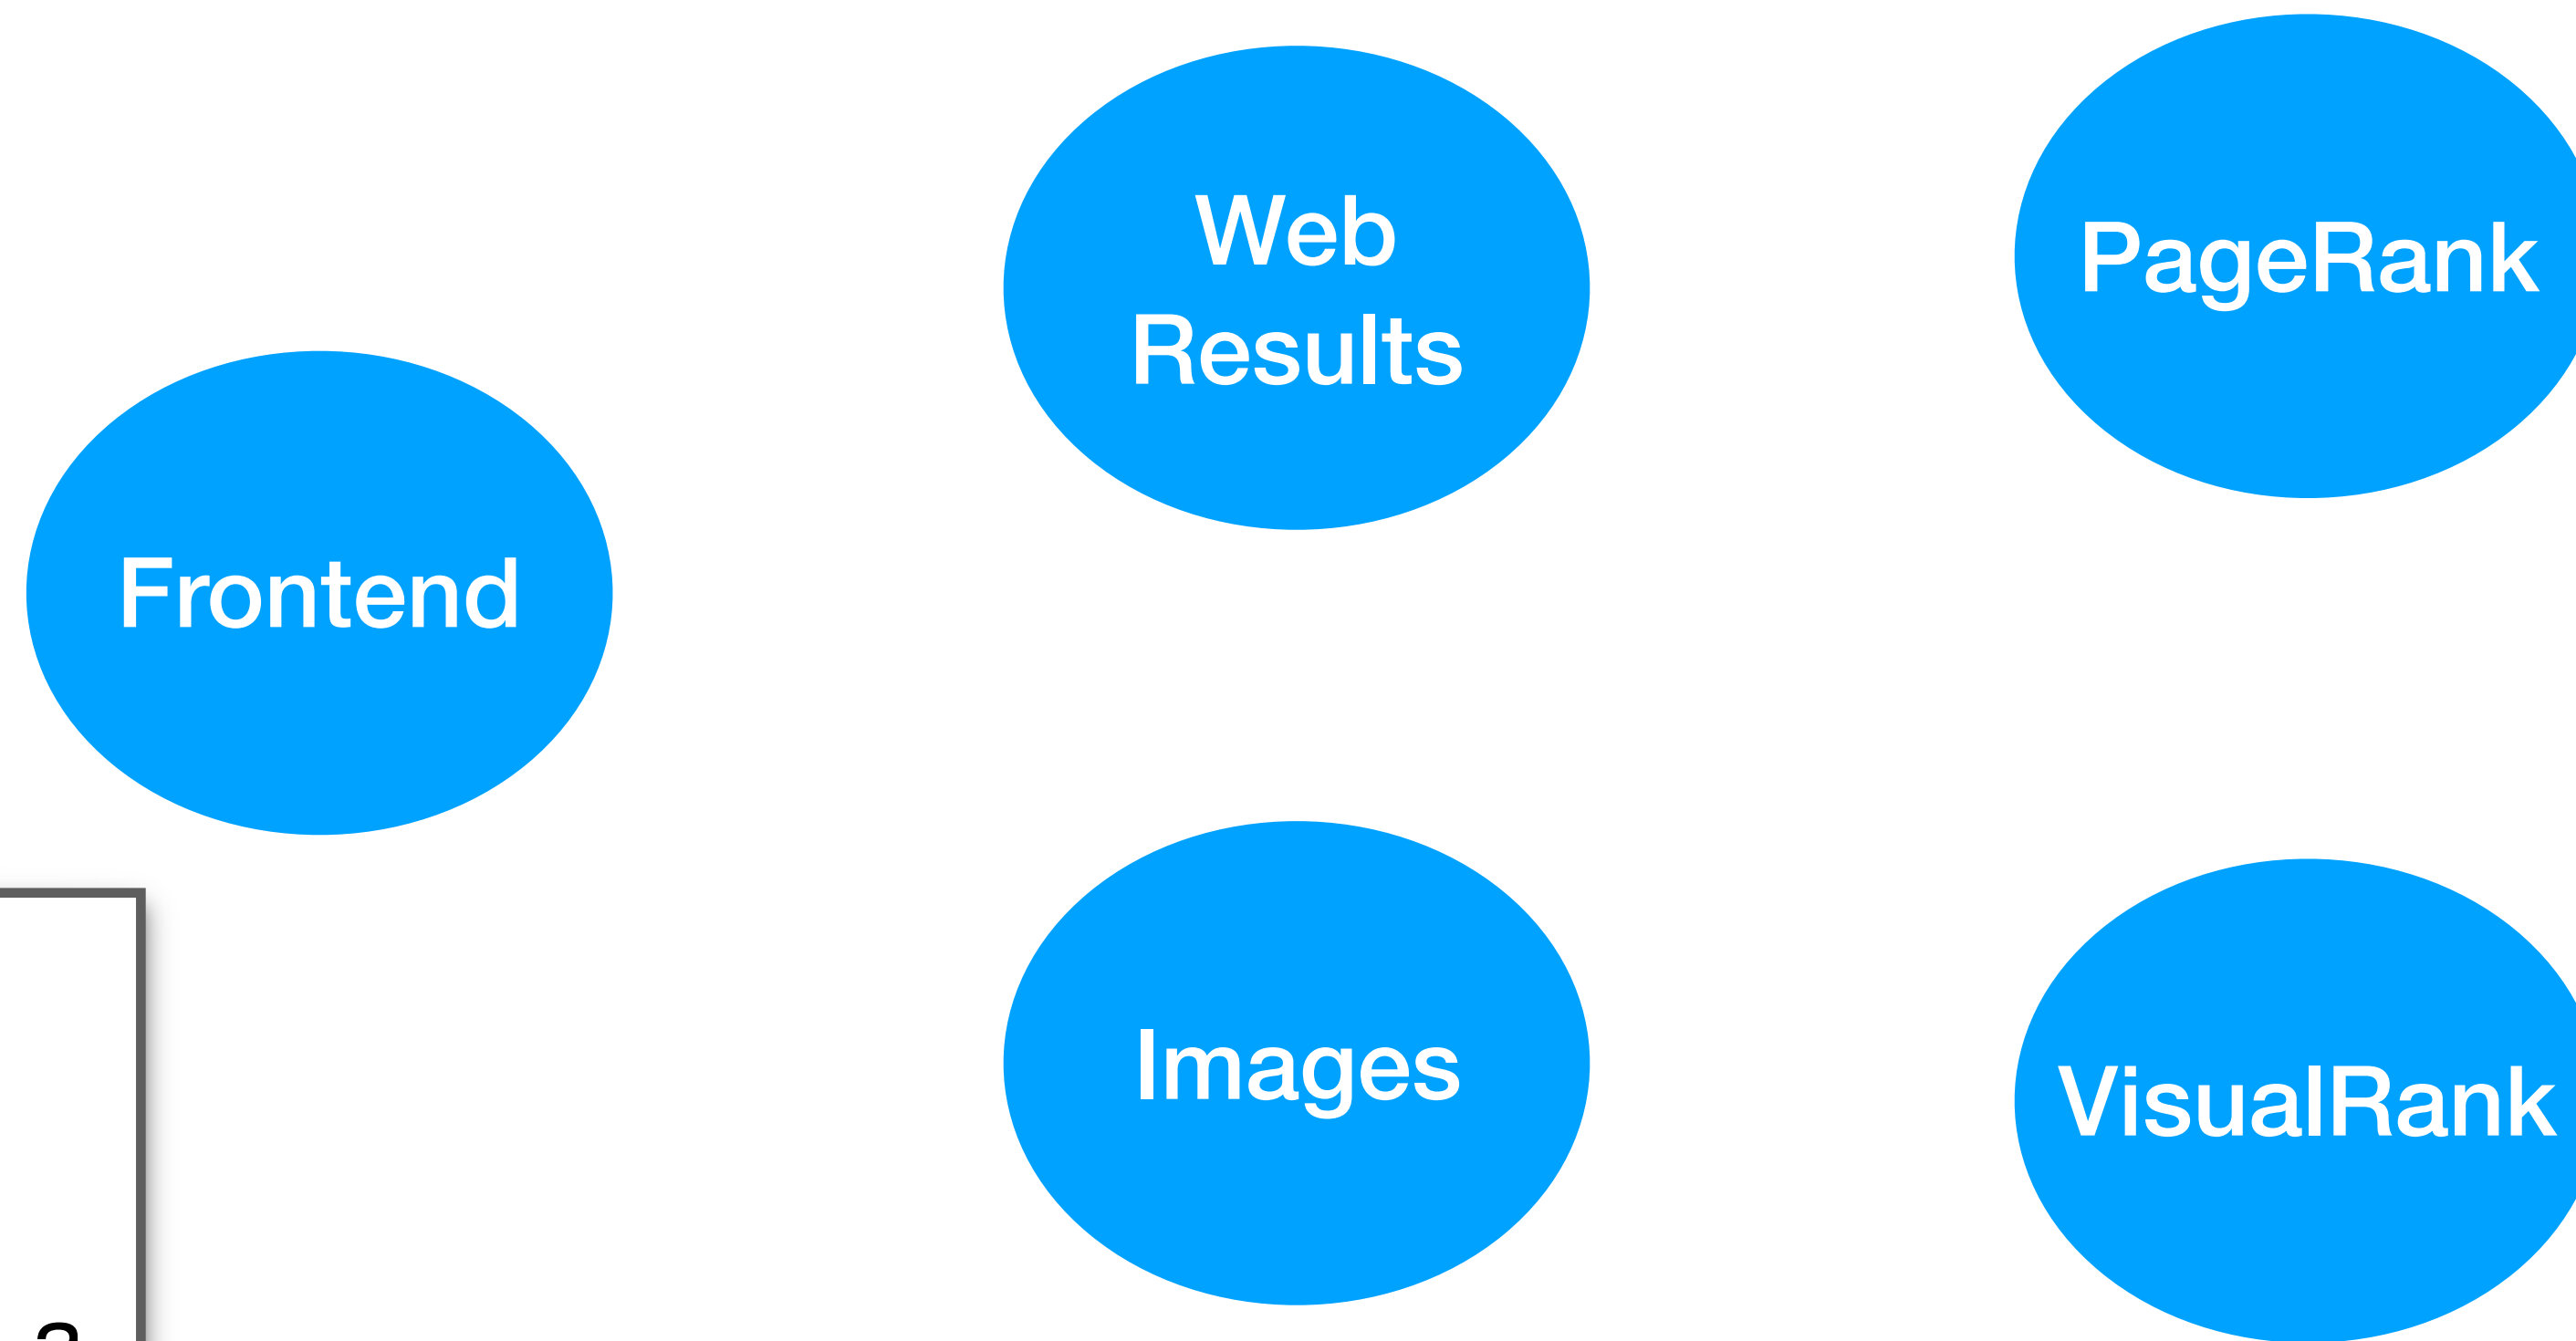 Frontend
Web
Results
PageRank
Images
VisualRank